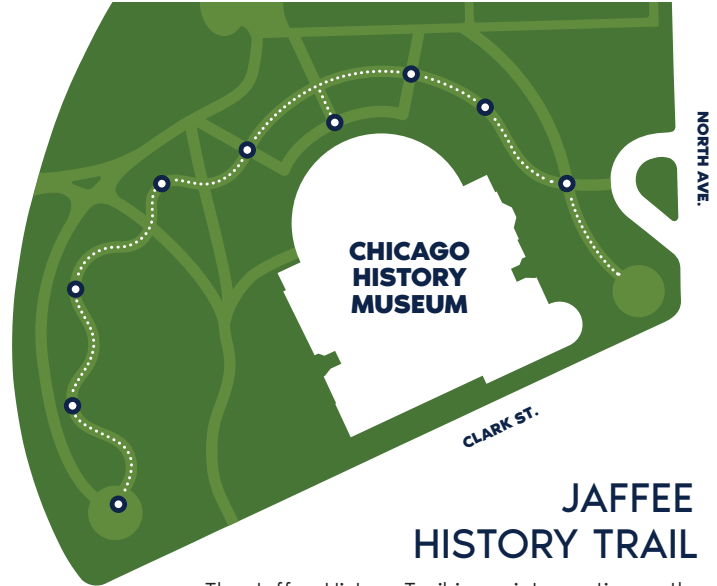 NORTH AVE.
CHICAGO
HISTORY
MUSEUM
CLARK ST.
JAFFEE
HISTORY TRAIL